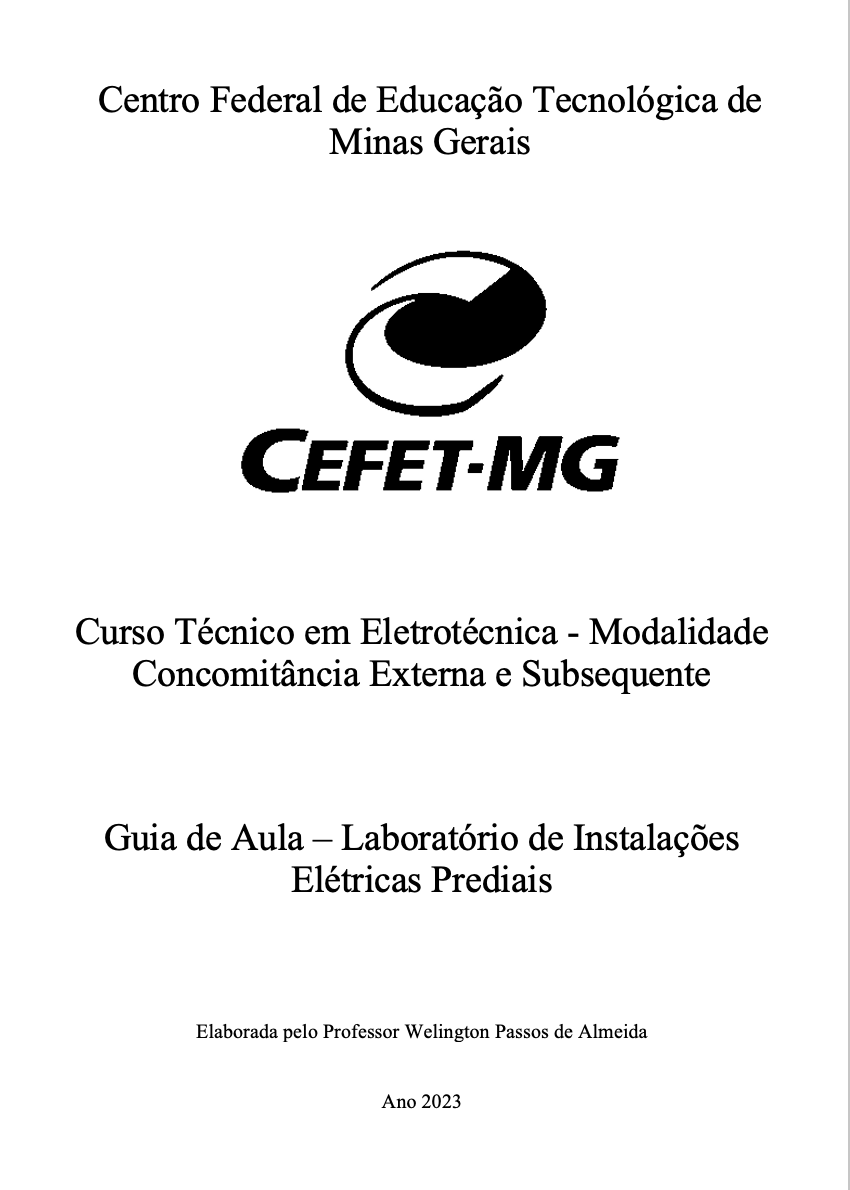 Centro Federal de Educação Tecnológica de
Minas Gerais
CEFET-MG
Curso Técnico em Eletrotécnica - Modalidade
Concomitância Externa e Subsequente
Guia de Aula – Laboratório de Instalações
Elétricas Prediais
Elaborada pelo Professor Welington Passos de Almeida
Ano 2023